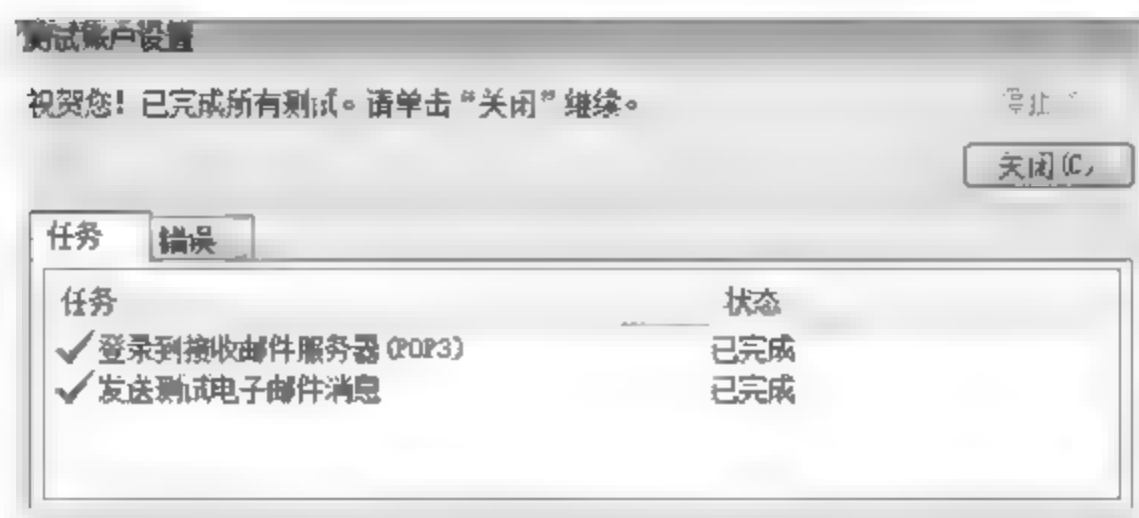 测试账户设置
祝贺您！已完成所有测试。请单击“关闭”继续。
停止
关闭(C)
任务 错误
任务 状态
登录到接收邮件服务器(POP3) 已完成
发送测试电子邮件消息 已完成